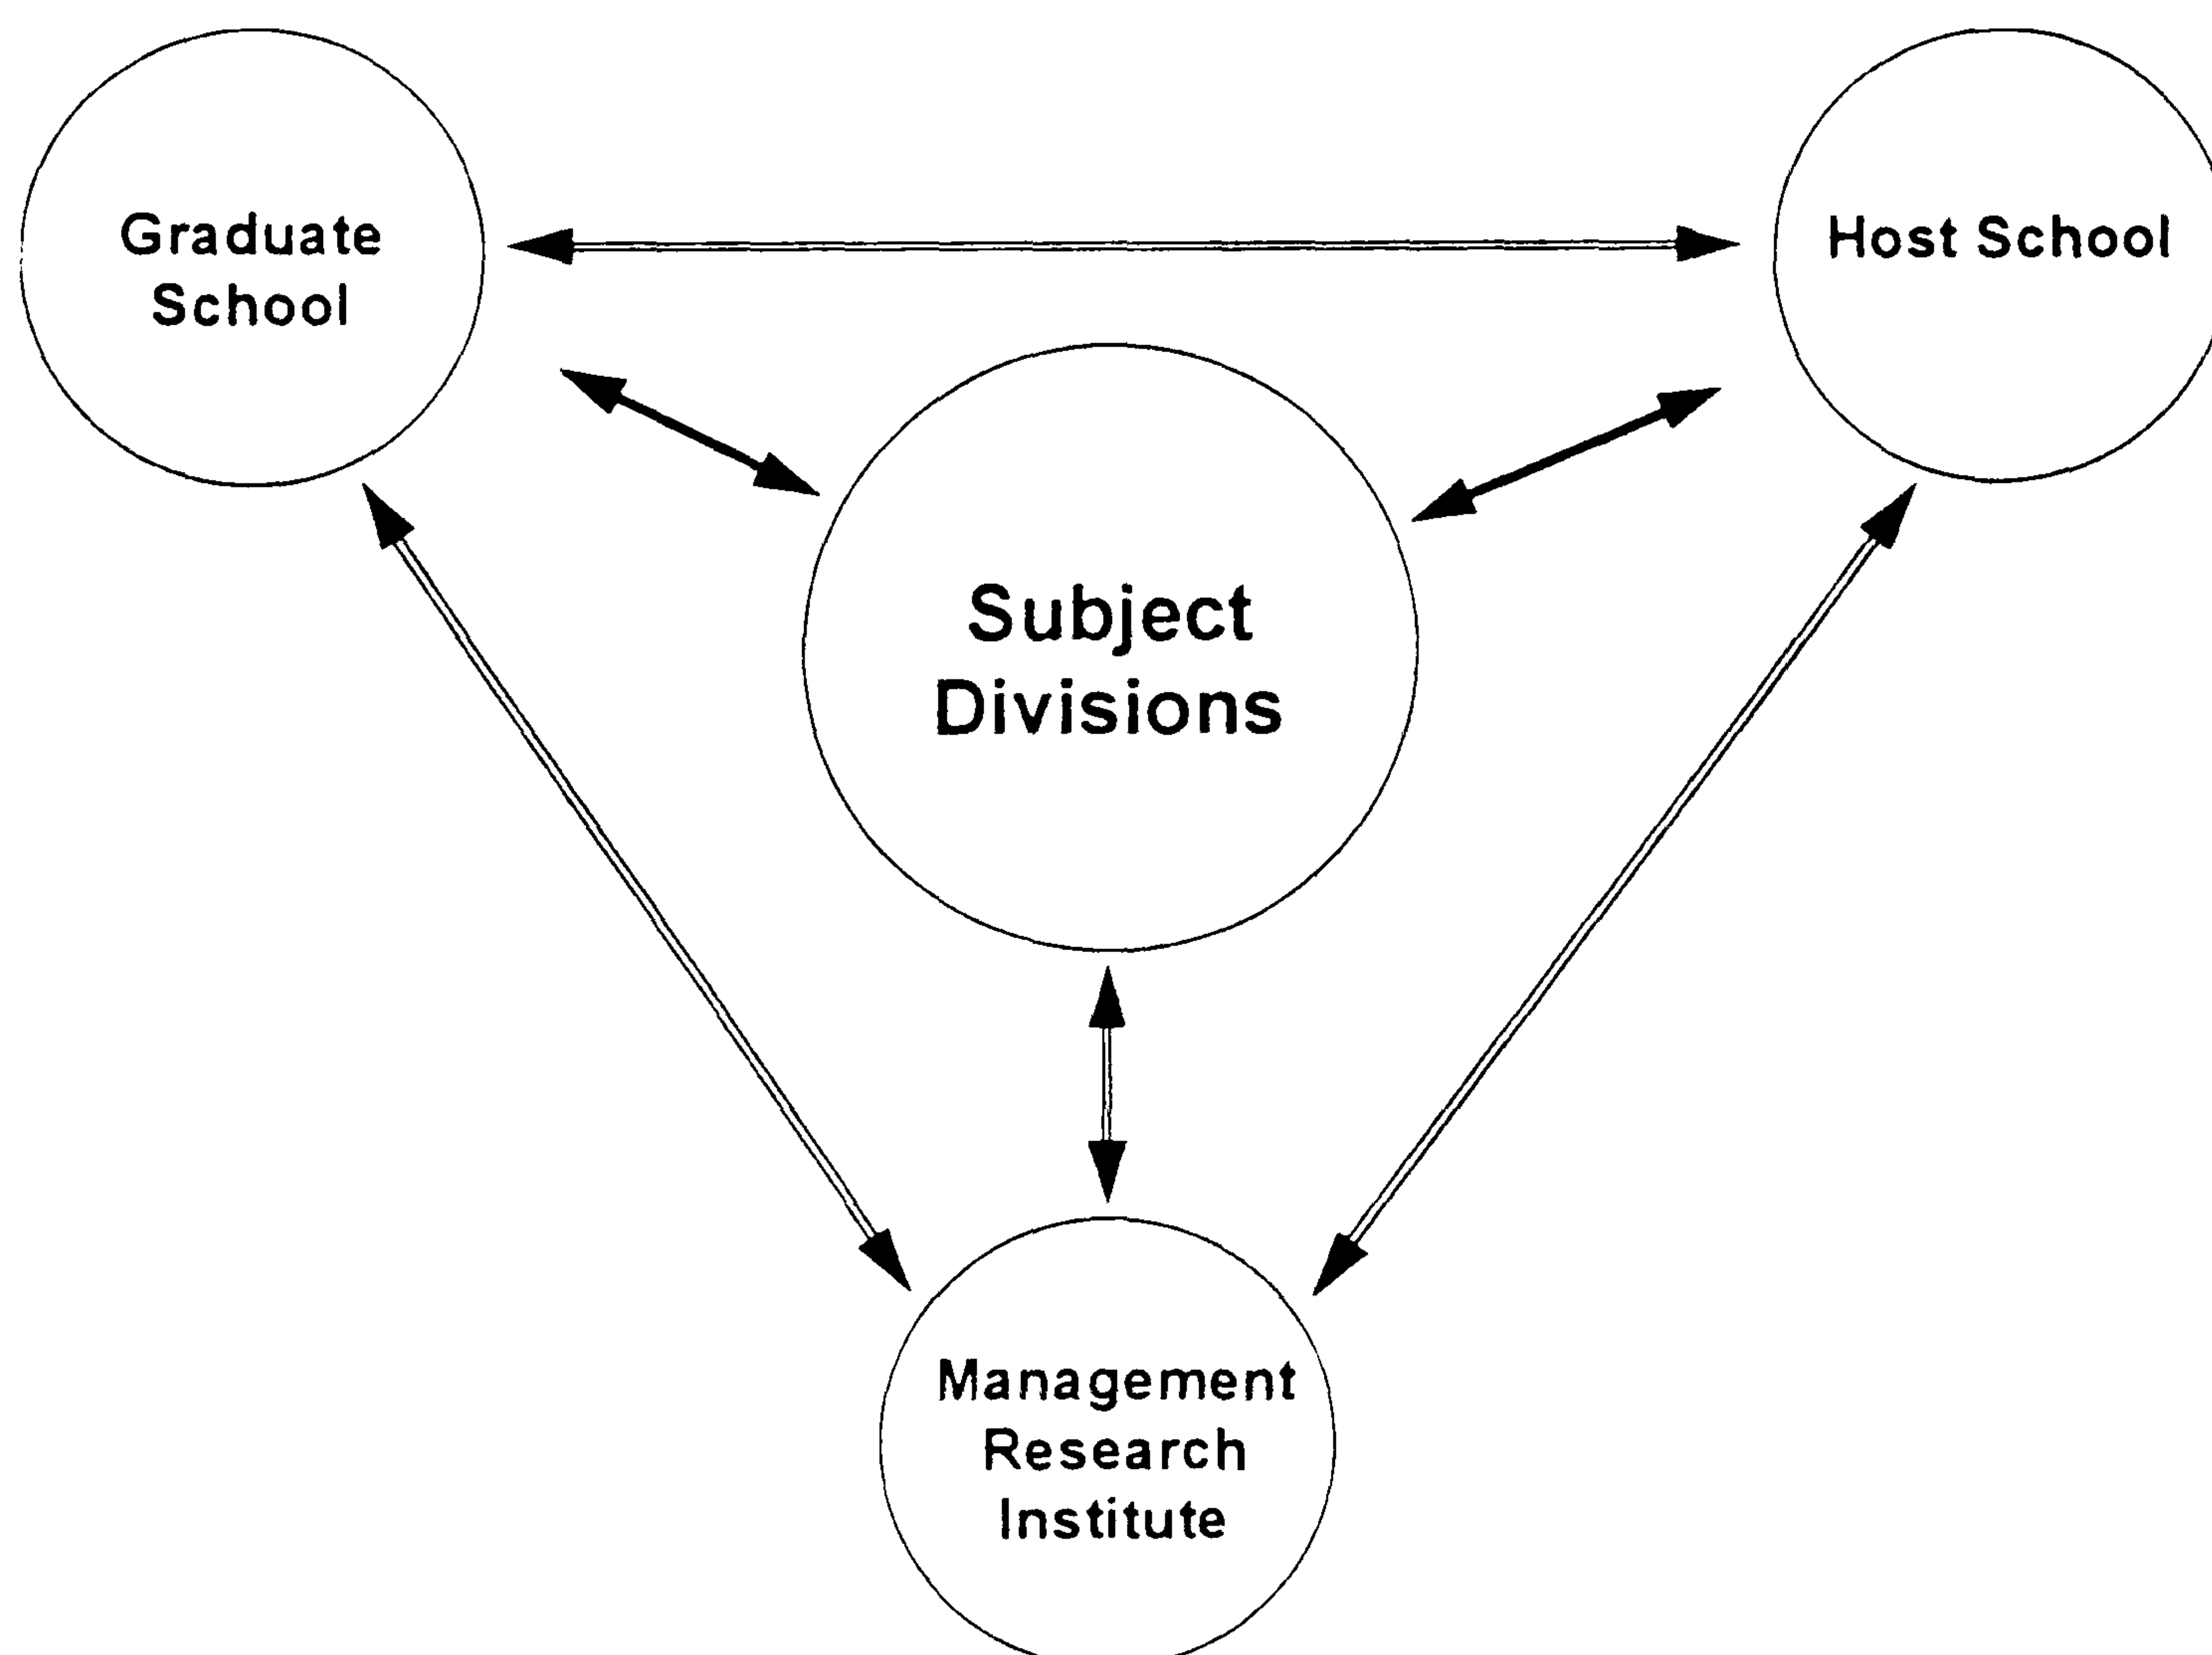 Graduate
School
Host School
Subject
Divisions
Management
Research
Institute